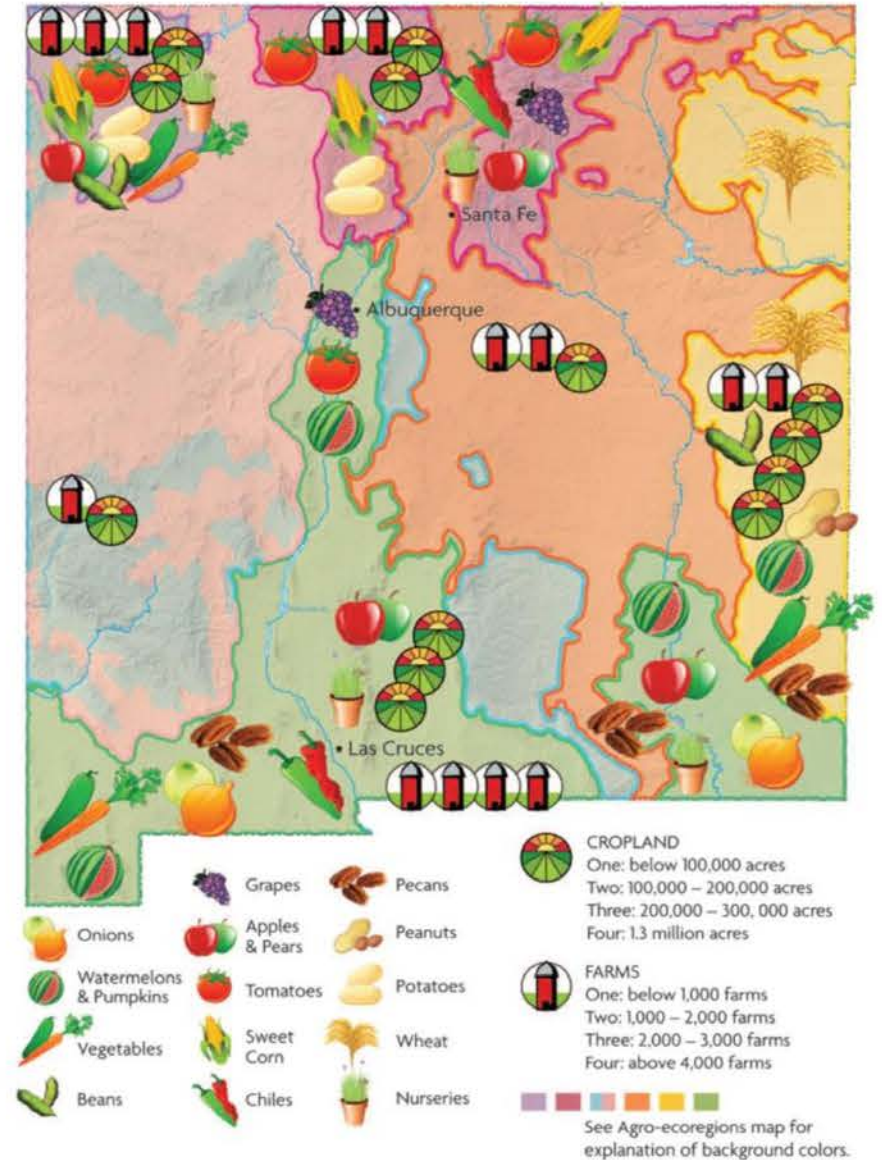 Santa Fe
Albuquerque
Las Cruces
Onions
Watermelons
& Pumpkins
Vegetables
Beans
Grapes
Apples
& Pears
Tomatoes
Sweet
Corn
Chiles
Pecans
Peanuts
Potatoes
Wheat
Nurseries
CROPLAND
One: below 100,000 acres
Two: 100,000 – 200,000 acres
Three: 200,000 – 300, 000 acres
Four: 1.3 million acres
FARMS
One: below 1,000 farms
Two: 1,000 – 2,000 farms
Three: 2,000 – 3,000 farms
Four: above 4,000 farms
See Agro-ecoregions map for
explanation of background colors.